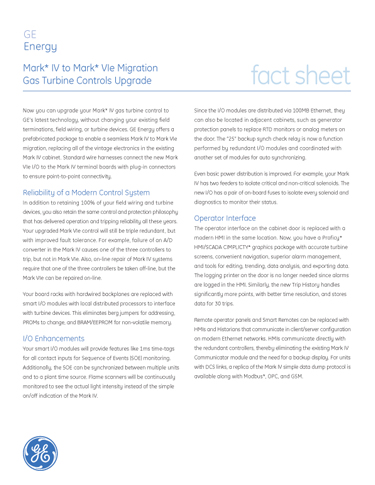 GE
Energy
Mark* IV to Mark* VIe Migration
Gas Turbine Controls Upgrade
fact sheet
Now you can upgrade your Mark* IV gas turbine control to
GE's latest technology, without changing your existing field
terminations, field wiring, or turbine devices. GE Energy offers a
prefabricated package to enable a seamless Mark IV to Mark VIe
migration, replacing all of the vintage electronics in the existing
Mark IV cabinet. Standard wire harnesses connect the new Mark
VIe I/O to the Mark IV terminal boards with plug-in connectors
to ensure point-to-point connectivity.
Reliability of a Modern Control System
In addition to retaining 100% of your field wiring and turbine
devices, you also retain the same control and protection philosophy
that has delivered operation and tripping reliability all these years.
Your upgraded Mark VIe control will still be triple redundant, but
with improved fault tolerance. For example, failure of an A/D
converter in the Mark IV causes one of the three controllers to
trip, but not in Mark VIe. Also, on-line repair of Mark IV systems
require that one of the three controllers be taken off-line, but the
Mark VIe can be repaired on-line.
Your board racks with hardwired backplanes are replaced with
smart I/O modules with local distributed processors to interface
with turbine devices. This eliminates berg jumpers for addressing,
PROMs to change, and BRAM/EEPROM for non-volatile memory.
I/O Enhancements
Your smart I/O modules will provide features like 1ms time-tags
for all contact inputs for Sequence of Events (SOE) monitoring.
Additionally, the SOE can be synchronized between multiple units
and to a plant time source. Flame scanners will be continuously
monitored to see the actual light intensity instead of the simple
on/off indication of the Mark IV.
Since the I/O modules are distributed via 100MB Ethernet, they
can also be located in adjacent cabinets, such as generator
protection panels to replace RTD monitors or analog meters on
the door. The "25" backup synch check relay is now a function
performed by redundant I/O modules and coordinated with
another set of modules for auto synchronizing.
Even basic power distribution is improved. For example, your Mark
IV has two feeders to isolate critical and non-critical solenoids. The
new I/O has a pair of on-board fuses to isolate every solenoid and
diagnostics to monitor their status.
Operator Interface
The operator interface on the cabinet door is replaced with a
modern HMI in the same location. Now, you have a Proficy*
HMI/SCADA CIMPLICITY* graphics package with accurate turbine
screens, convenient navigation, superior alarm management,
and tools for editing, trending, data analysis, and exporting data.
The logging printer on the door is no longer needed since alarms
are logged in the HMI. Similarly, the new Trip History handles
significantly more points, with better time resolution, and stores
data for 30 trips.
Remote operator panels and Smart Remotes can be replaced with
HMIs and Historians that communicate in client/server configuration
on modern Ethernet networks. HMIs communicate directly with
the redundant controllers, thereby eliminating the existing Mark IV
Communicator module and the need for a backup display. For units
with DCS links, a replica of the Mark IV simple data dump protocol is
available along with Modbus*, OPC, and GSM.
GE